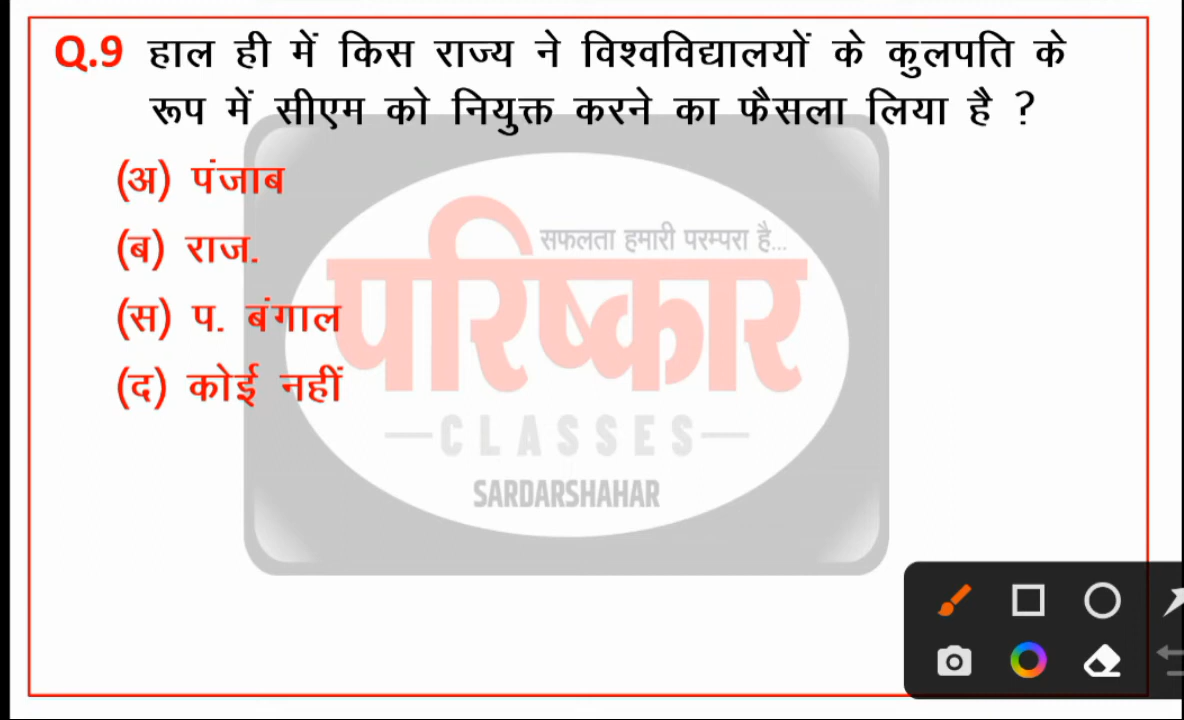 Q.9 हाल ही में किस राज्य ने विश्वविद्यालयों के कुलपति के
रूप में सीएम को नियुक्त करने का फैसला लिया है ?
(अ) पंजाब
(ब) राज.
(स) प. बंगाल
(द) कोई नहीं
सफलता हमारी परम्परा है...
परिष्कार
—CLASSES—
SARDARSHAHAR